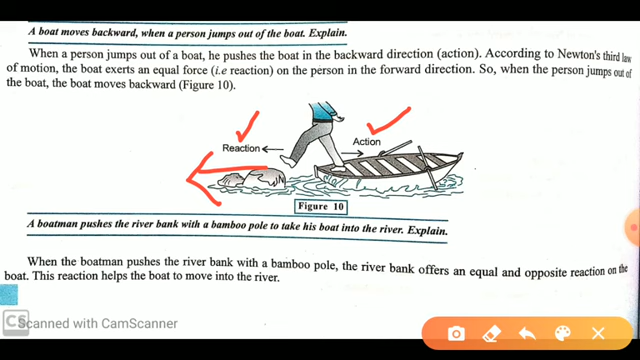 A boat moves backward, when a person jumps out of the boat. Explain.
When a person jumps out of a boat, he pushes the boat in the backward direction (action). According to Newton's third law
of motion, the boat exerts an equal force (i.e reaction) on the person in the forward direction. So, when the person jumps out of
the boat, the boat moves backward (Figure 10).
Reaction
Action
Figure 10
A boatman pushes the river bank with a bamboo pole to take his boat into the river. Explain.
When the boatman pushes the river bank with a bamboo pole, the river bank offers an equal and opposite reaction on the
boat. This reaction helps the boat to move into the river.
CS
Scanned with CamScanner